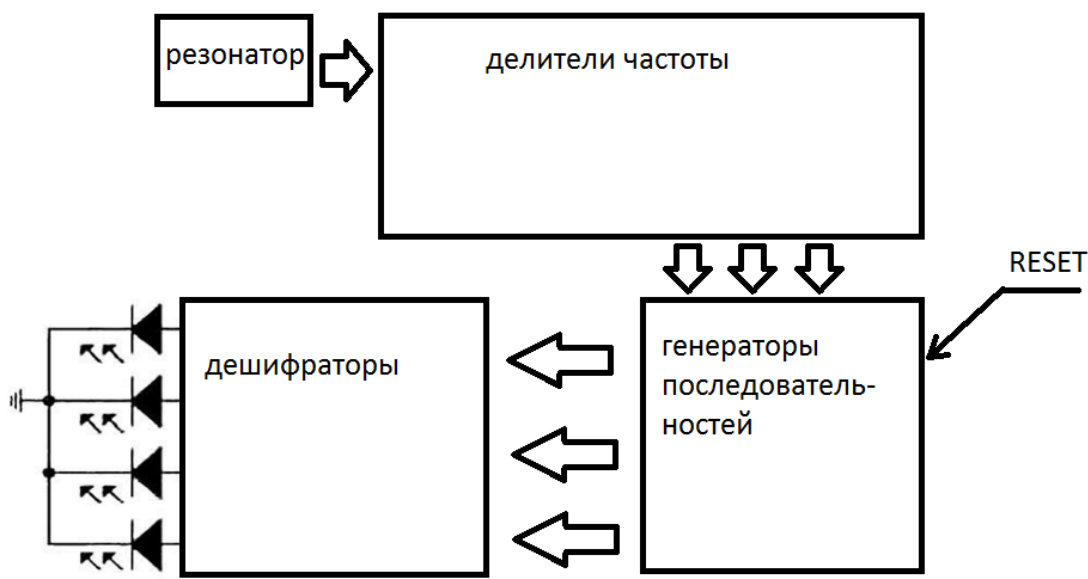 резонатор
делители частоты
RESET
генераторы
последователь-
ностей
дешифраторы